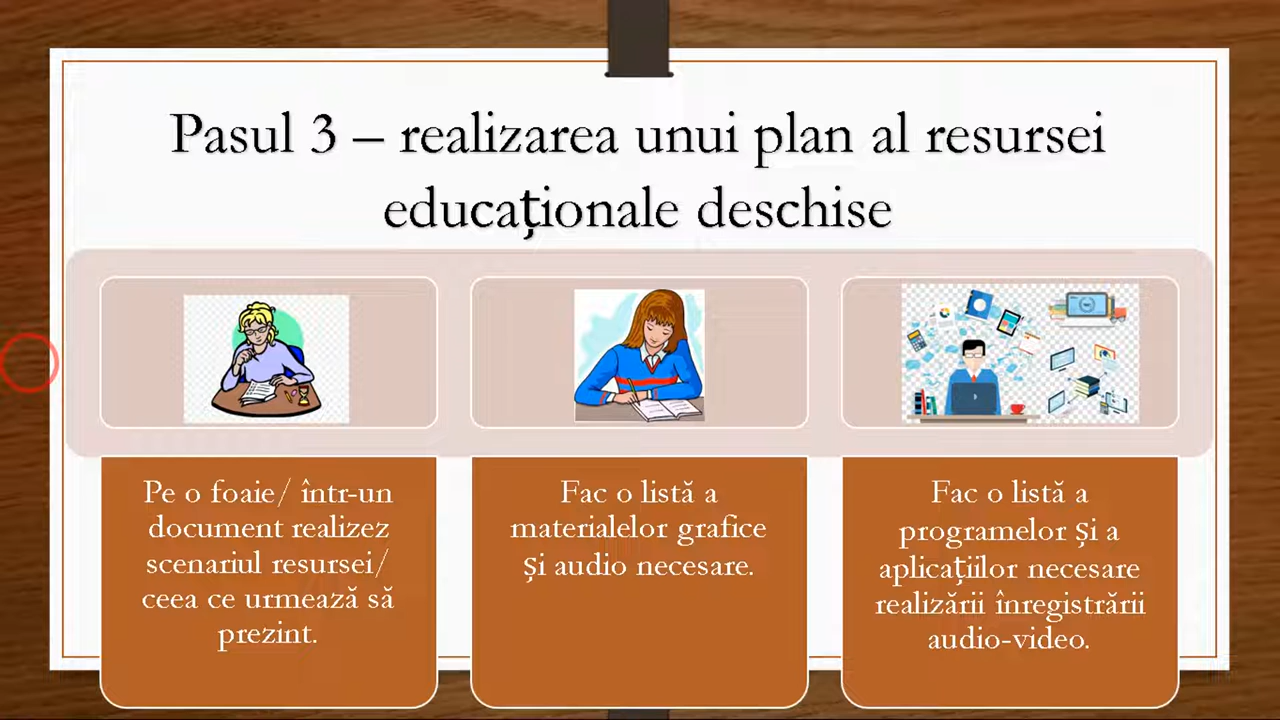 Pasul 3 – realizarea unui plan al resursei
educaționale deschise
Pe o foaie/ într-un
document realizez
scenariul resursei/
ceea ce urmează să
prezint.
Fac o listă a
materialelor grafice
și audio necesare.
Fac o listă a
programelor și a
aplicațiilor necesare
realizării înregistrării
audio-video.